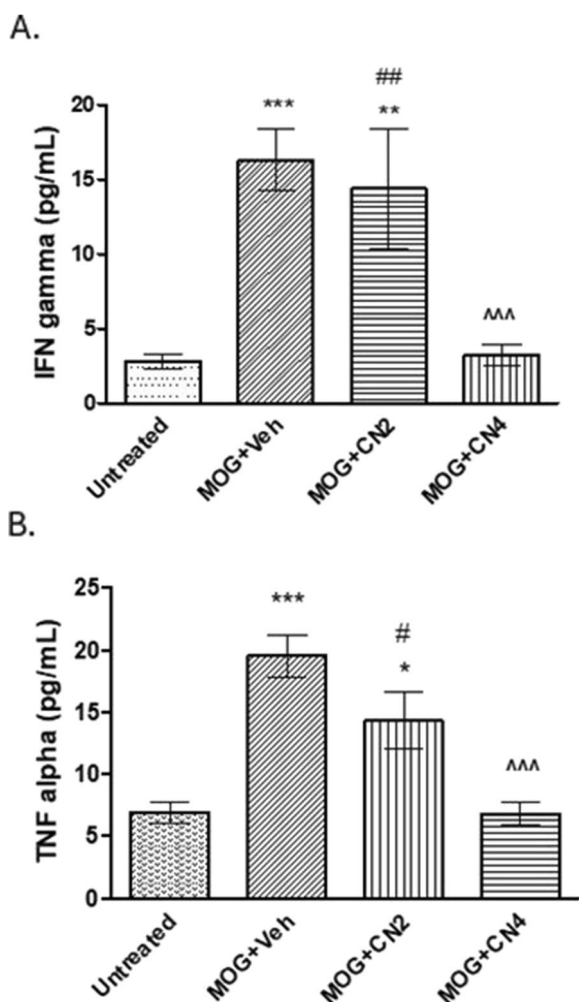 A.
##
*** **
^^^
20
15
10
5
0
IFN gamma (pg/mL)
Untreated
MOG+Veh
MOG+CN2
MOG+CN4
B.
***
#
*
^^^
25
20
15
10
5
0
TNF alpha (pg/mL)
Untreated
MOG+Veh
MOG+CN2
MOG+CN4